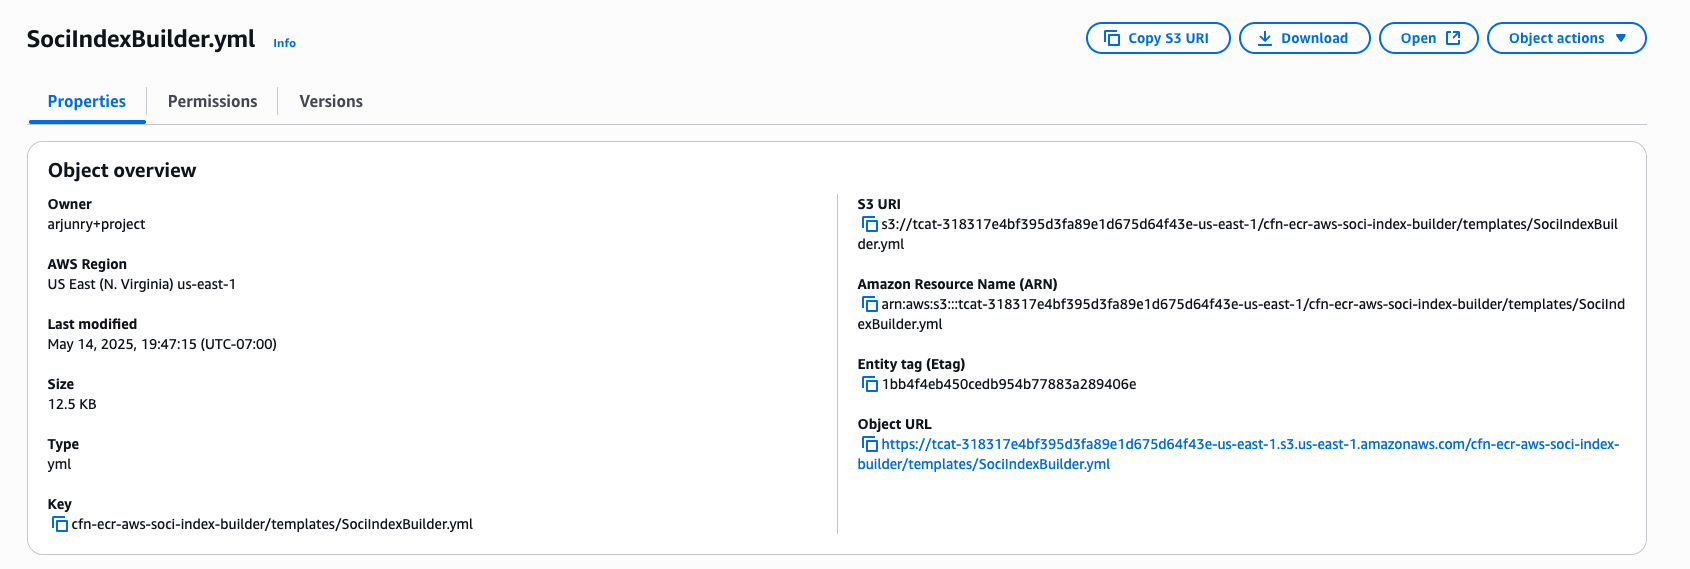 SociIndexBuilder.yml Info
Copy S3 URI
Download
Open
Object actions
Properties
Permissions
Versions
Object overview
Owner
arjunry+project
AWS Region
US East (N. Virginia) us-east-1
Last modified
May 14, 2025, 19:47:15 (UTC-07:00)
Size
12.5 KB
Type
yml
Key
cfn-ecr-aws-soci-index-builder/templates/SociIndexBuilder.yml
S3 URI
s3://tcat-318317e4bf395d3fa89e1d675d64f43e-us-east-1/cfn-ecr-aws-soci-index-builder/templates/SociIndexBuil
der.yml
Amazon Resource Name (ARN)
arn:aws:s3:::tcat-318317e4bf395d3fa89e1d675d64f43e-us-east-1/cfn-ecr-aws-soci-index-builder/templates/SociInd
exBuilder.yml
Entity tag (Etag)
1bb4f4eb450cedb954b77883a289406e
Object URL
https://tcat-318317e4bf395d3fa89e1d675d64f43e-us-east-1.s3.us-east-1.amazonaws.com/cfn-ecr-aws-soci-index-
builder/templates/SociIndexBuilder.yml